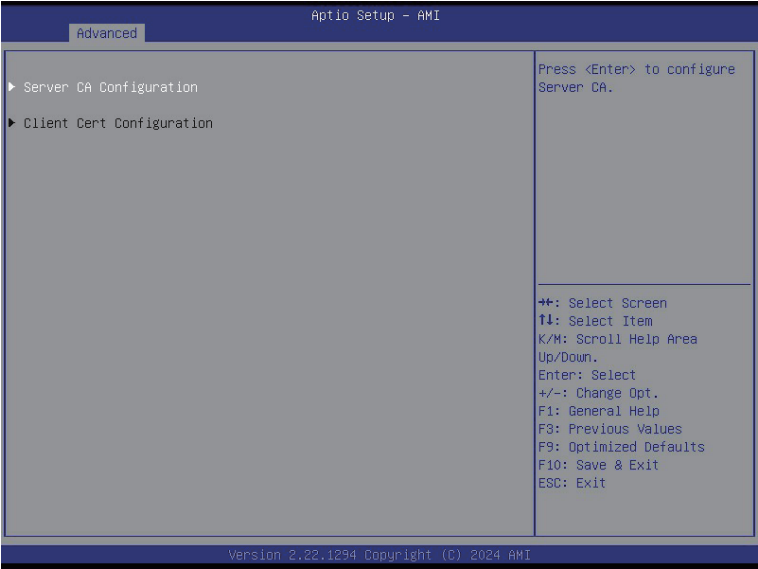 Aptio Setup – AMI
Advanced
▶ Server CA Configuration
▶ Client Cert Configuration
Press <Enter> to configure
Server CA.
→←: Select Screen
↑↓: Select Item
K/M: Scroll Help Area
Up/Down.
Enter: Select
+/-: Change Opt.
F1: General Help
F3: Previous Values
F9: Optimized Defaults
F10: Save & Exit
ESC: Exit
Version 2.22.1294 Copyright (C) 2024 AMI